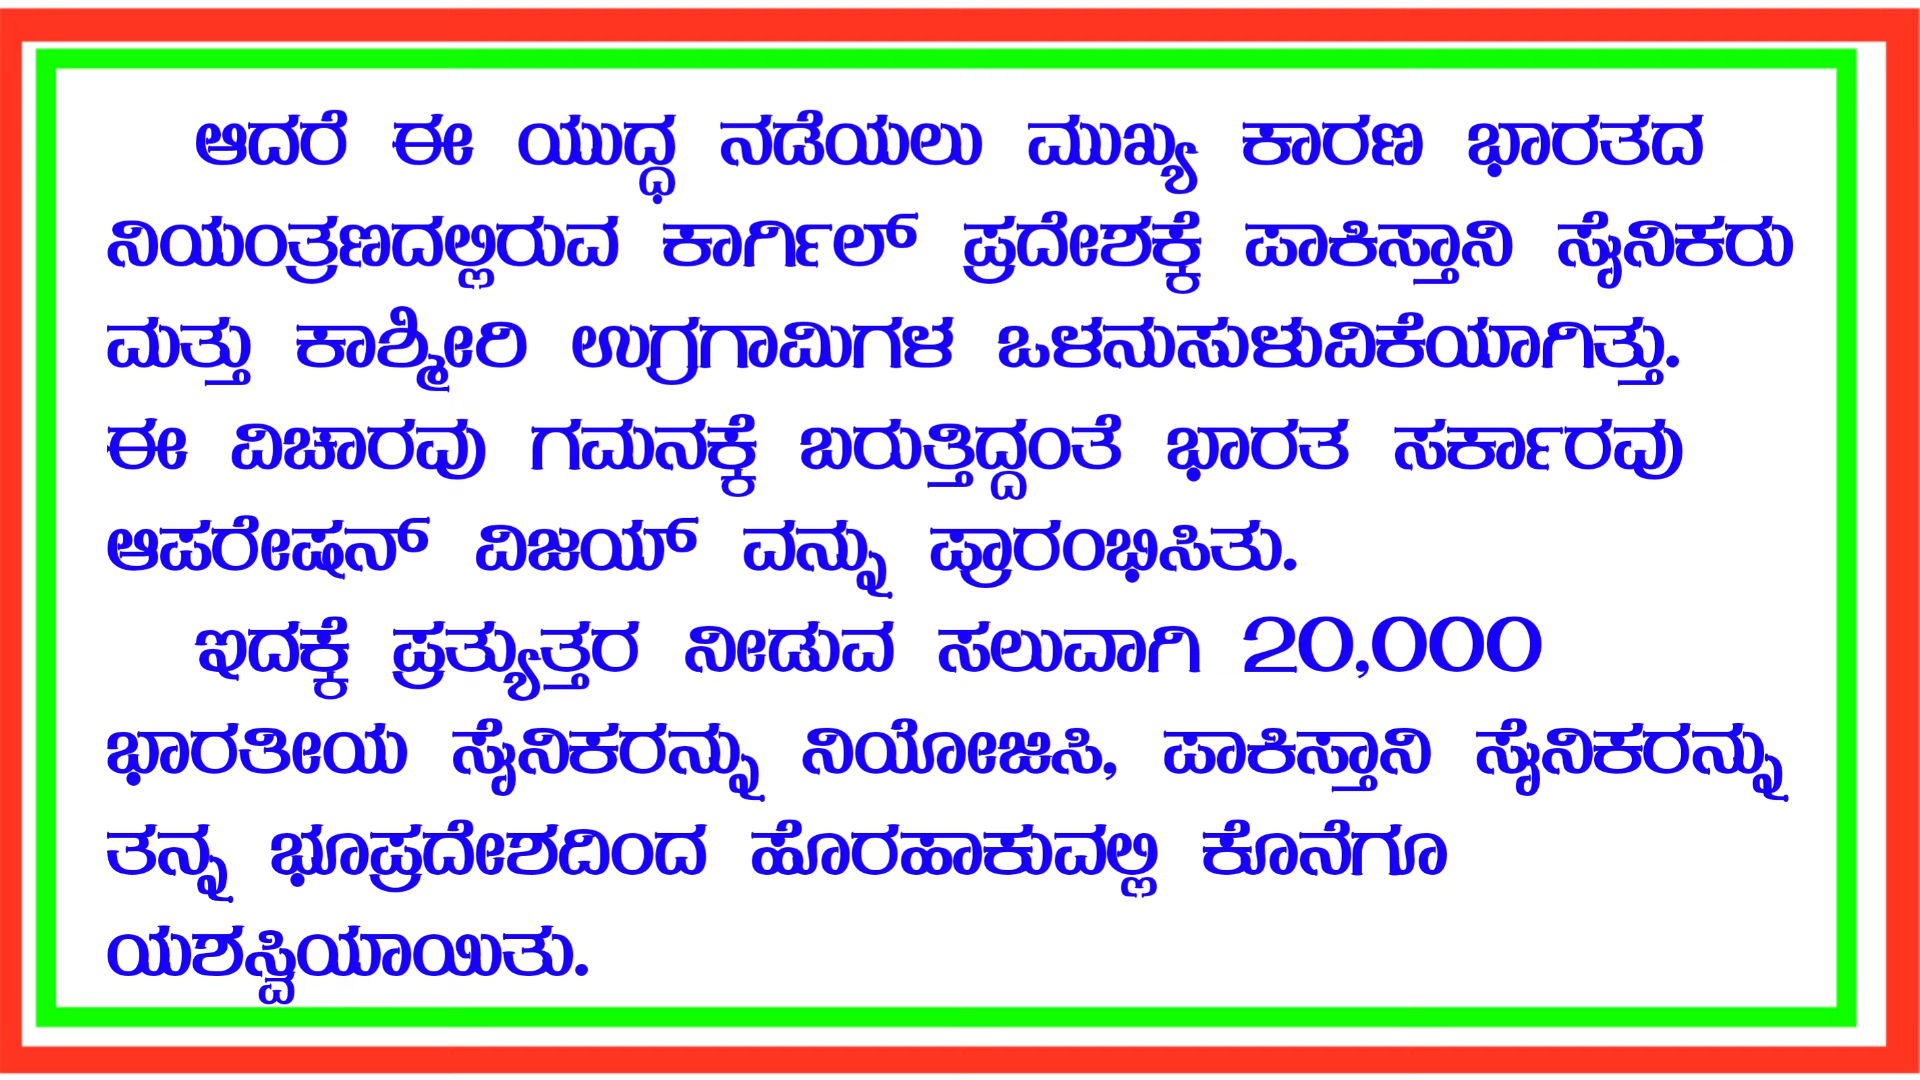 ಆದರೆ ಈ ಯುದ್ಧ ನಡೆಯಲು ಮುಖ್ಯ ಕಾರಣ ಭಾರತದ
ನಿಯಂತ್ರಣದಲ್ಲಿರುವ ಕಾರ್ಗಿಲ್ ಪ್ರದೇಶಕ್ಕೆ ಪಾಕಿಸ್ತಾನಿ ಸೈನಿಕರು
ಮತ್ತು ಕಾಶ್ಮೀರಿ ಉಗ್ರಗಾಮಿಗಳ ಒಳನುಸುಳುವಿಕೆಯಾಗಿತ್ತು.
ಈ ವಿಚಾರವು ಗಮನಕ್ಕೆ ಬರುತ್ತಿದ್ದಂತೆ ಭಾರತ ಸರ್ಕಾರವು
ಆಪರೇಷನ್ ವಿಜಯ್ ವನ್ನು ಪ್ರಾರಂಭಿಸಿತು.
ಇದಕ್ಕೆ ಪ್ರತ್ಯುತ್ತರ ನೀಡುವ ಸಲುವಾಗಿ 20,000
ಭಾರತೀಯ ಸೈನಿಕರನ್ನು ನಿಯೋಜಿಸಿ, ಪಾಕಿಸ್ತಾನಿ ಸೈನಿಕರನ್ನು
ತನ್ನ ಭೂಪ್ರದೇಶದಿಂದ ಹೊರಹಾಕುವಲ್ಲಿ ಕೊನೆಗೂ
ಯಶಸ್ವಿಯಾಯಿತು.